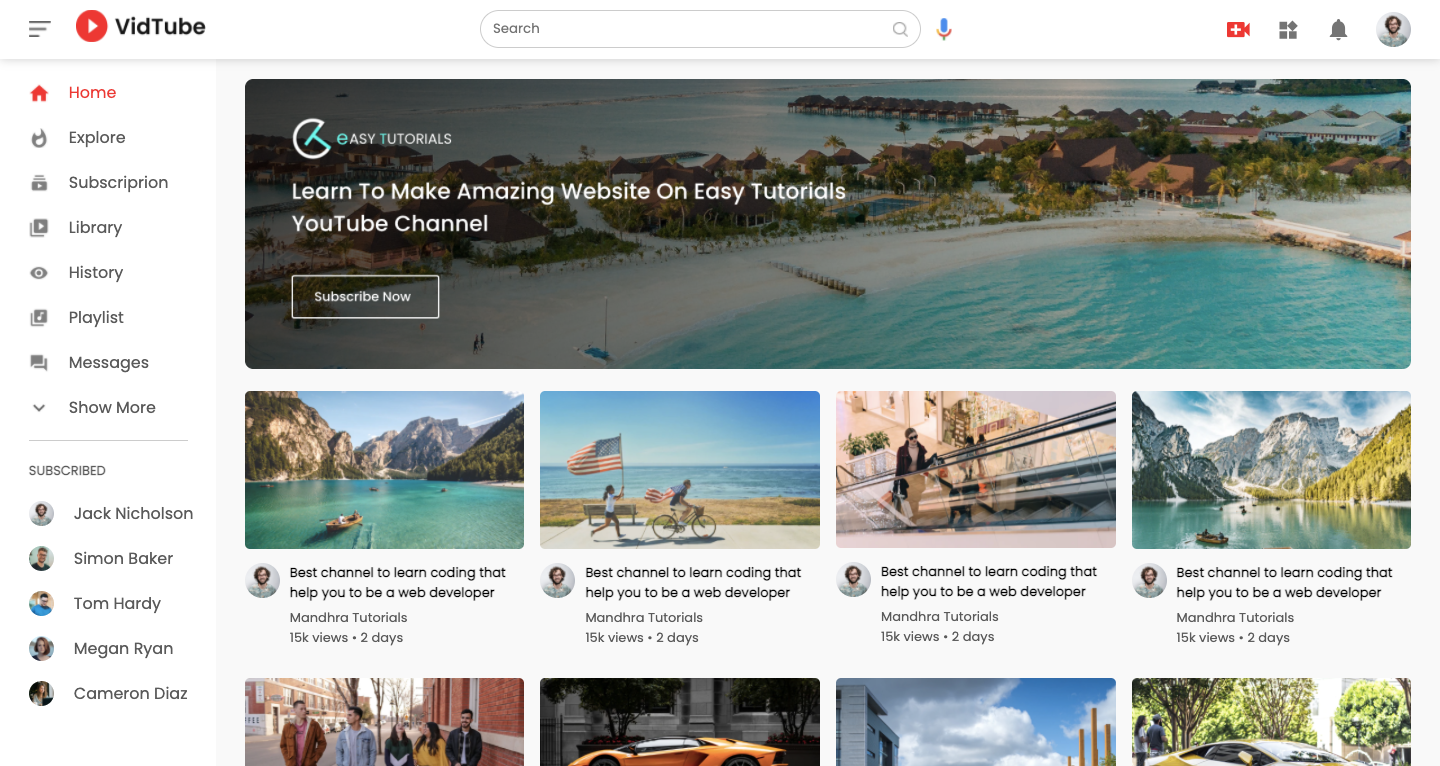 VidTube
Search
Home
Explore
Subscriprion
Library
History
Playlist
Messages
Show More
SUBSCRIBED
Jack Nicholson
Simon Baker
Tom Hardy
Megan Ryan
Cameron Diaz
eASY TUTORIALS
Learn To Make Amazing Website On Easy Tutorials
YouTube Channel
Subscribe Now
Best channel to learn coding that
help you to be a web developer
Mandhra Tutorials
15k views • 2 days
Best channel to learn coding that
help you to be a web developer
Mandhra Tutorials
15k views • 2 days
Best channel to learn coding that
help you to be a web developer
Mandhra Tutorials
15k views • 2 days
Best channel to learn coding that
help you to be a web developer
Mandhra Tutorials
15k views • 2 days